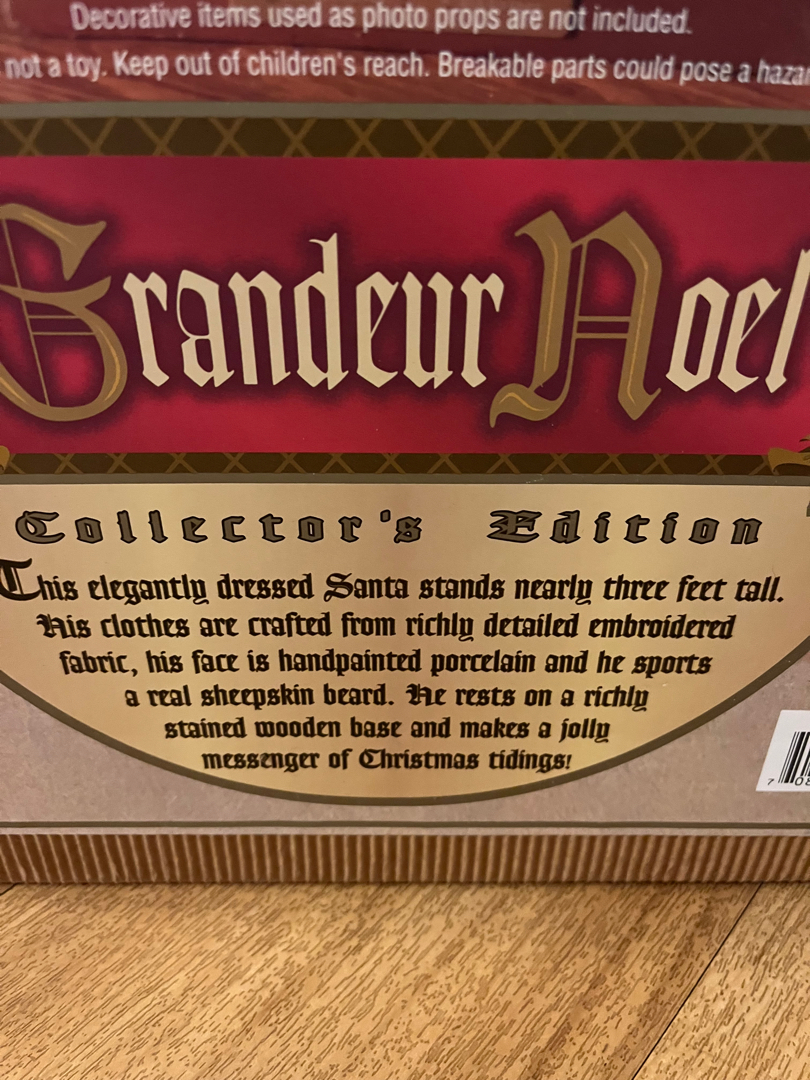 Decorative items used as photo props are not included.
not a toy. Keep out of children's reach. Breakable parts could pose a
Grandeur Noel
Collector's Edition
This elegantly dressed Santa stands nearly three feet tall.
His clothes are crafted from richly detailed embroidered
fabric, his face is handpainted porcelain and he sports
a real sheepskin beard. He rests on a richly
stained wooden base and makes a jolly
messenger of Christmas tidings!
7